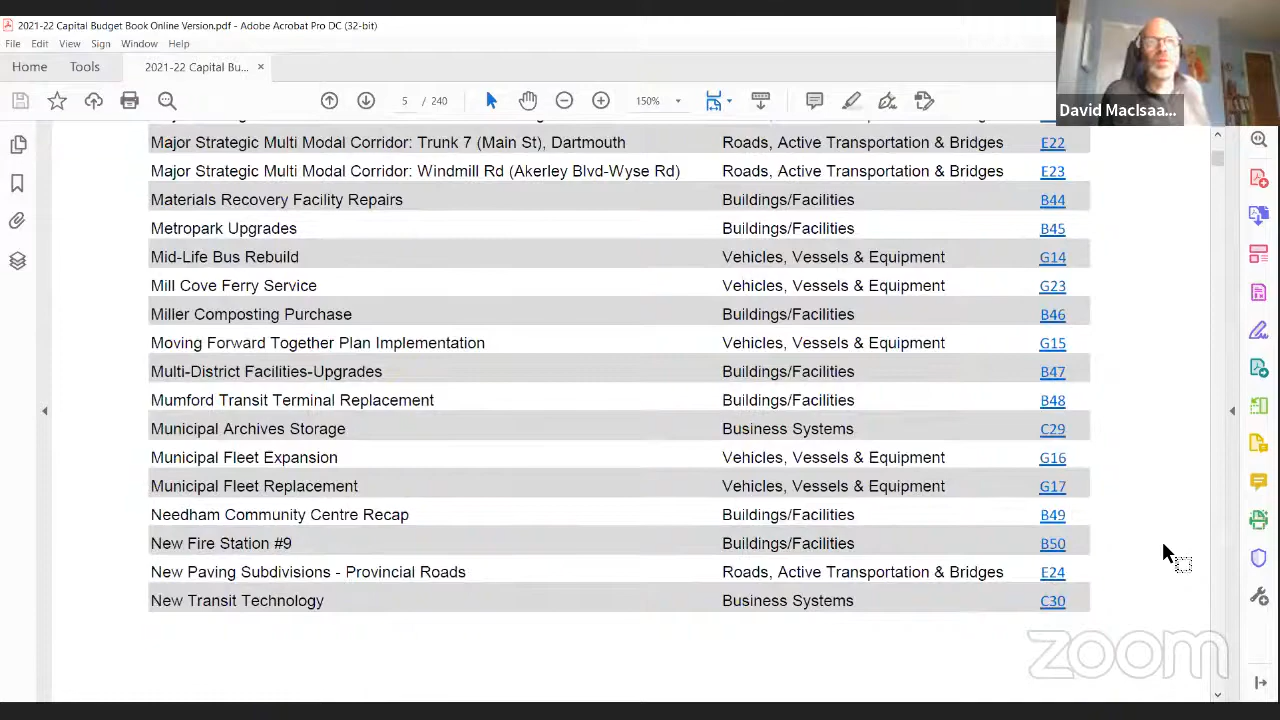 2021-22 Capital Budget Book Online Version.pdf - Adobe Acrobat Pro DC (32-bit)
File Edit View Sign Window Help
Home Tools 2021-22 Capital Bu... ×
5 / 240 150%
David MacIsaa...
Major Strategic Multi Modal Corridor: Trunk 7 (Main St), Dartmouth Roads, Active Transportation & Bridges E22
Major Strategic Multi Modal Corridor: Windmill Rd (Akerley Blvd-Wyse Rd) Roads, Active Transportation & Bridges E23
Materials Recovery Facility Repairs Buildings/Facilities B44
Metropark Upgrades Buildings/Facilities B45
Mid-Life Bus Rebuild Vehicles, Vessels & Equipment G14
Mill Cove Ferry Service Vehicles, Vessels & Equipment G23
Miller Composting Purchase Buildings/Facilities B46
Moving Forward Together Plan Implementation Vehicles, Vessels & Equipment G15
Multi-District Facilities-Upgrades Buildings/Facilities B47
Mumford Transit Terminal Replacement Buildings/Facilities B48
Municipal Archives Storage Business Systems C29
Municipal Fleet Expansion Vehicles, Vessels & Equipment G16
Municipal Fleet Replacement Vehicles, Vessels & Equipment G17
Needham Community Centre Recap Buildings/Facilities B49
New Fire Station #9 Buildings/Facilities B50
New Paving Subdivisions - Provincial Roads Roads, Active Transportation & Bridges E24
New Transit Technology Business Systems C30
zoom